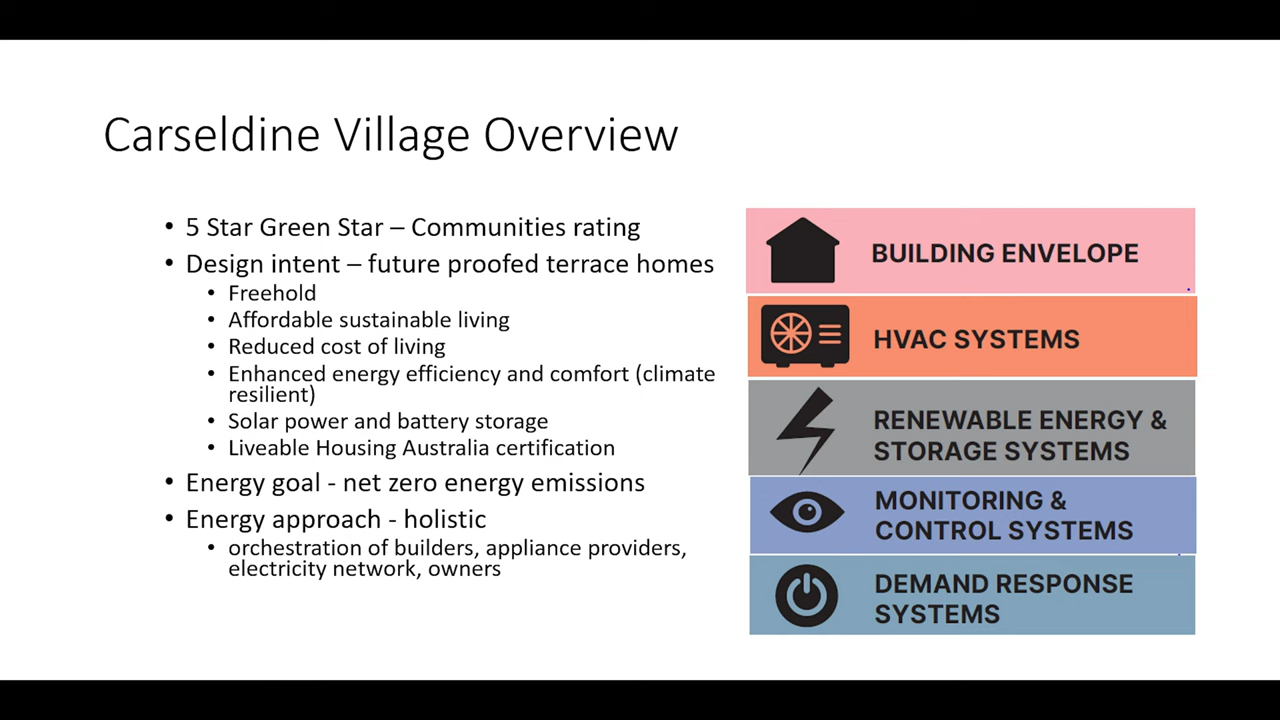 Carseldine Village Overview
• 5 Star Green Star – Communities rating
• Design intent – future proofed terrace homes
• Freehold
• Affordable sustainable living
• Reduced cost of living
• Enhanced energy efficiency and comfort (climate
resilient)
• Solar power and battery storage
• Liveable Housing Australia certification
• Energy goal - net zero energy emissions
• Energy approach - holistic
• orchestration of builders, appliance providers,
electricity network, owners
BUILDING ENVELOPE
HVAC SYSTEMS
RENEWABLE ENERGY &
STORAGE SYSTEMS
MONITORING &
CONTROL SYSTEMS
DEMAND RESPONSE
SYSTEMS